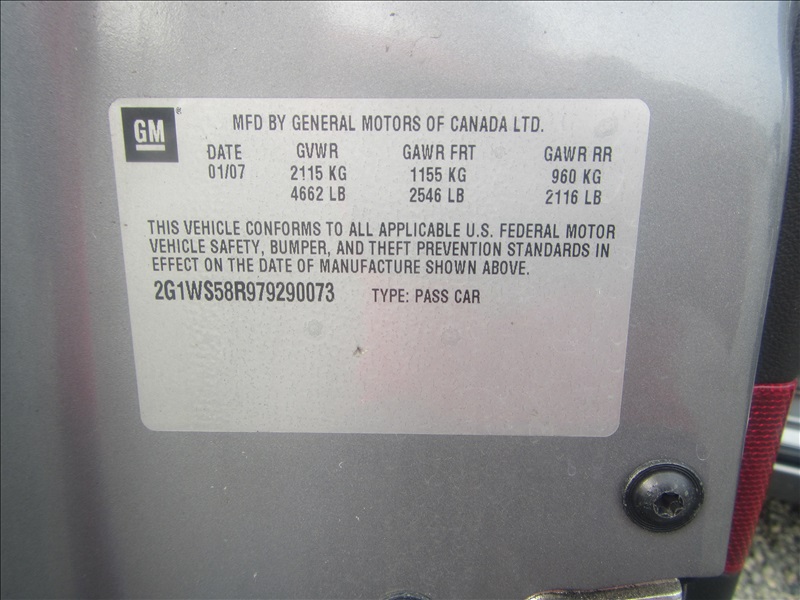 GM ®
MFD BY GENERAL MOTORS OF CANADA LTD.
DATE GVWR GAWR FRT GAWR RR
01/07 2115 KG 1155 KG 960 KG
4662 LB 2546 LB 2116 LB
THIS VEHICLE CONFORMS TO ALL APPLICABLE U.S. FEDERAL MOTOR
VEHICLE SAFETY, BUMPER, AND THEFT PREVENTION STANDARDS IN
EFFECT ON THE DATE OF MANUFACTURE SHOWN ABOVE.
2G1WS58R979290073 TYPE: PASS CAR